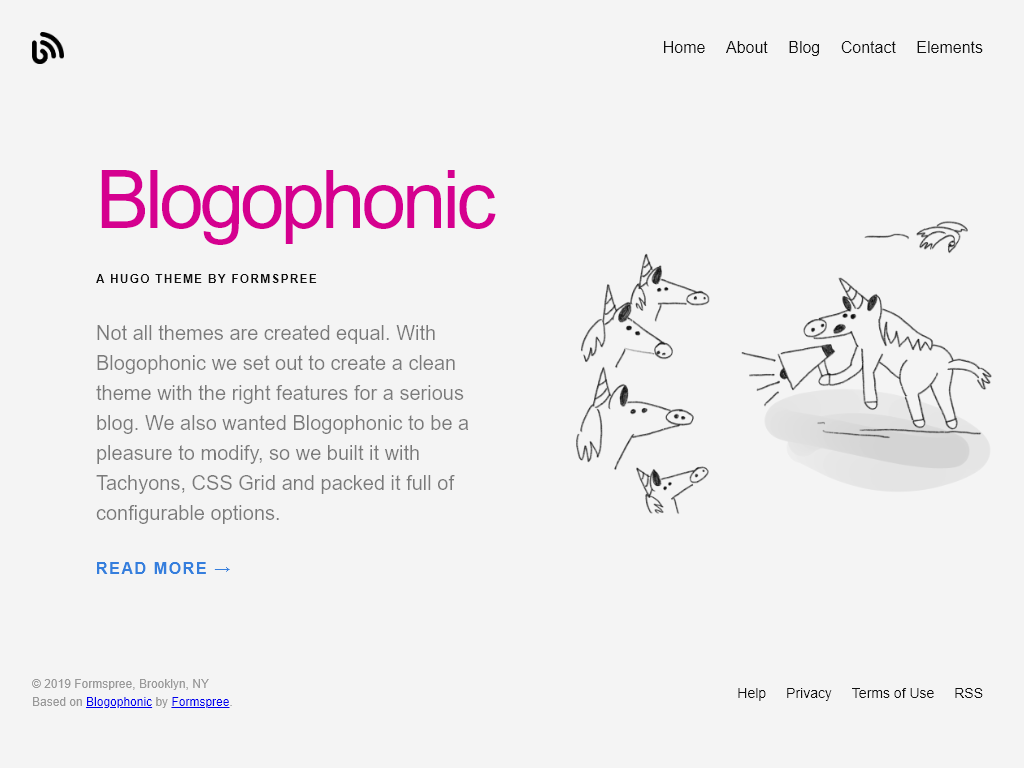 Home About Blog Contact Elements
Blogophonic
A HUGO THEME BY FORMSPREE
Not all themes are created equal. With
Blogophonic we set out to create a clean
theme with the right features for a serious
blog. We also wanted Blogophonic to be a
pleasure to modify, so we built it with
Tachyons, CSS Grid and packed it full of
configurable options.
READ MORE →
© 2019 Formspree, Brooklyn, NY
Based on Blogophonic by Formspree.
Help Privacy Terms of Use RSS